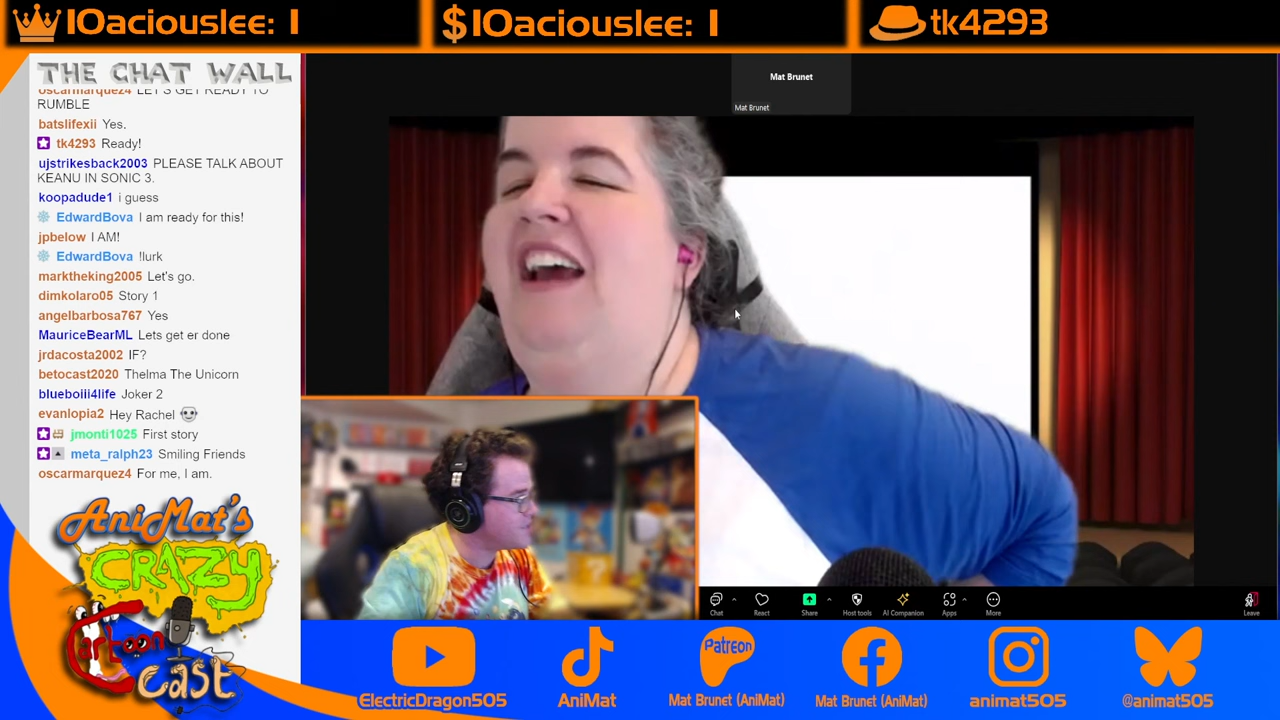 10aciouslee: 1
$10aciouslee: 1
tk4293
THE CHAT WALL
oscarmarquez4 LET'S GET READY TO
RUMBLE
batslifexii Yes.
tk4293 Ready!
ujstrikesback2003 PLEASE TALK ABOUT
KEANU IN SONIC 3.
koopadude1 i guess
EdwardBova I am ready for this!
jpbelow I AM!
EdwardBova !lurk
marktheking2005 Let's go.
dimkolaro05 Story 1
angelbarbosa767 Yes
MauriceBearML Lets get er done
jrdacosta2002 IF?
betocast2020 Thelma The Unicorn
blueboiii4life Joker 2
evanlopia2 Hey Rachel
jmonti1025 First story
meta_ralph23 Smiling Friends
oscarmarquez4 For me, I am.
AniMat's
CRAZY
Cartoon
Cast
Mat Brunet
Mat Brunet
Chat
React
Share
Host tools
AI Companion
Apps
More
Leave
Patreon
ElectricDragon505
AniMat
Mat Brunet (AniMat)
Mat Brunet (AniMat)
animat505
@animat505